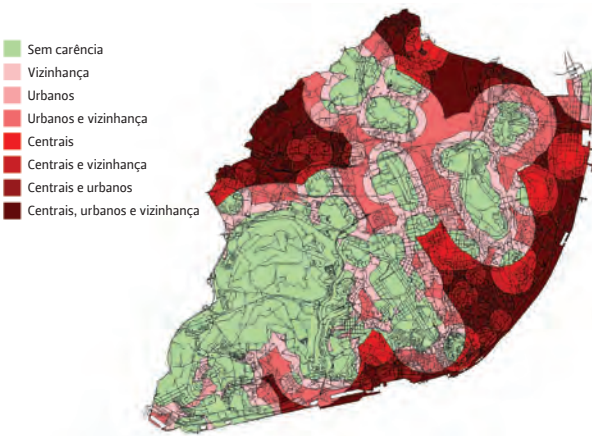 Sem carência
Vizinhança
Urbanos
Urbanos e vizinhança
Centrais
Centrais e vizinhança
Centrais e urbanos
Centrais, urbanos e vizinhança